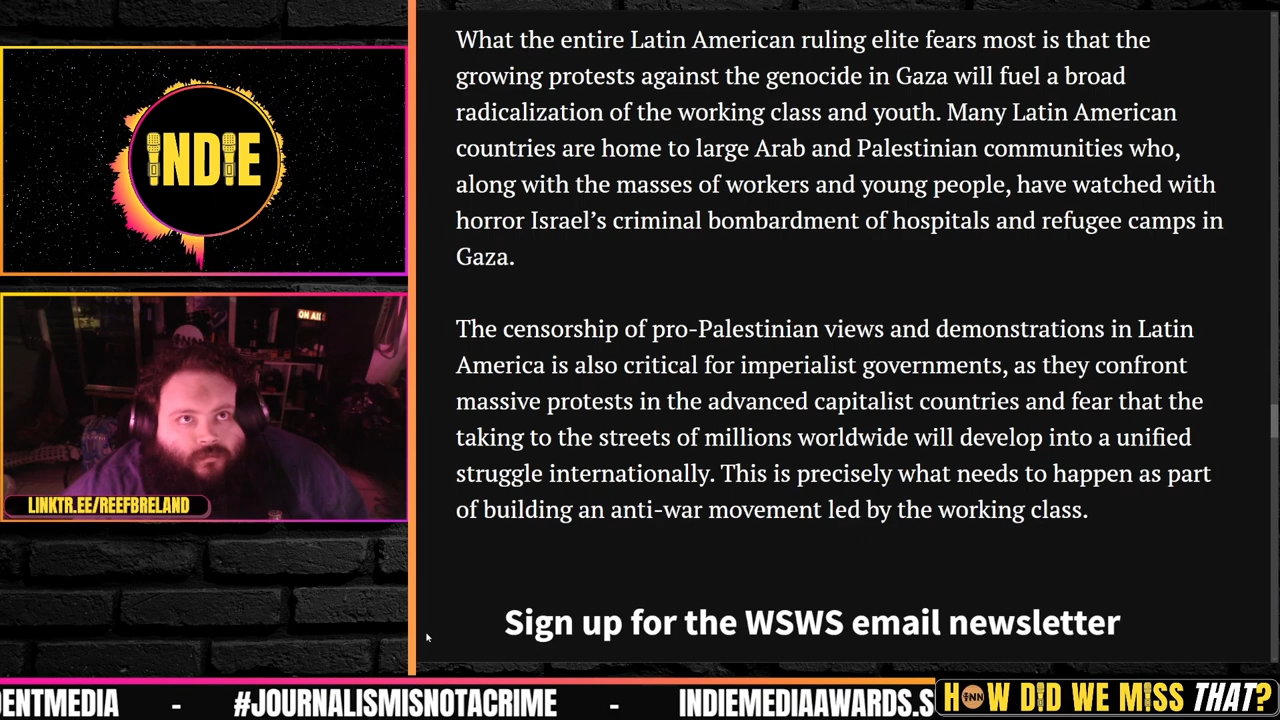 What the entire Latin American ruling elite fears most is that the
growing protests against the genocide in Gaza will fuel a broad
radicalization of the working class and youth. Many Latin American
countries are home to large Arab and Palestinian communities who,
along with the masses of workers and young people, have watched with
horror Israel’s criminal bombardment of hospitals and refugee camps in
Gaza.
The censorship of pro-Palestinian views and demonstrations in Latin
America is also critical for imperialist governments, as they confront
massive protests in the advanced capitalist countries and fear that the
taking to the streets of millions worldwide will develop into a unified
struggle internationally. This is precisely what needs to happen as part
of building an anti-war movement led by the working class.
Sign up for the WSWS email newsletter
INDIE
ON AIR
INN
LINKTR.EE/REEFBRELAND
DENTMEDIA - #JOURNALISMISNOTACRIME - INDIEMEDIAAWARDS.S
INN
HOW DID WE MISS THAT?